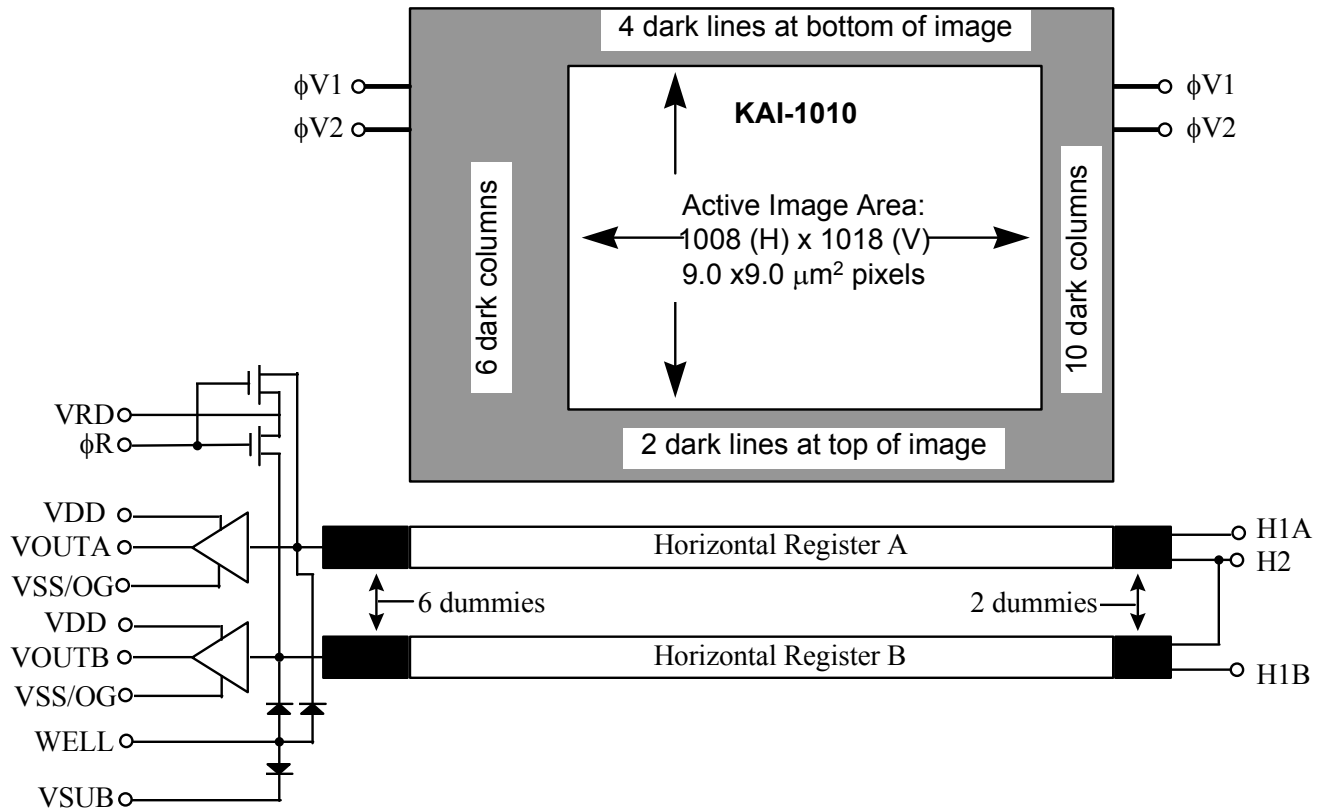 4 dark lines at bottom of image
ϕV1
ϕV2
ϕV1
ϕV2
KAI-1010
6 dark columns
Active Image Area:
1008 (H) x 1018 (V)
9.0 x9.0 μm² pixels
10 dark columns
2 dark lines at top of image
VRD
ϕR
VDD
VOUTA
VSS/OG
Horizontal Register A
H1A
H2
6 dummies
2 dummies
VDD
VOUTB
VSS/OG
Horizontal Register B
H1B
WELL
VSUB